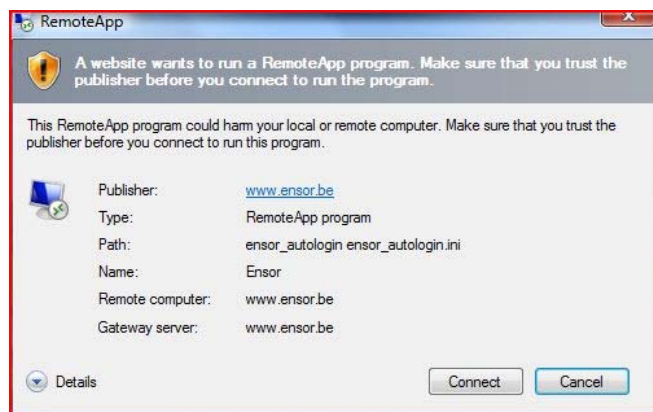 RemoteApp
A website wants to run a RemoteApp program. Make sure that you trust the
publisher before you connect to run the program.
This RemoteApp program could harm your local or remote computer. Make sure that you trust the
publisher before you connect to run this program.
Publisher: www.ensor.be
Type: RemoteApp program
Path: ensor_autologin ensor_autologin.ini
Name: Ensor
Remote computer: www.ensor.be
Gateway server: www.ensor.be
Details Connect Cancel